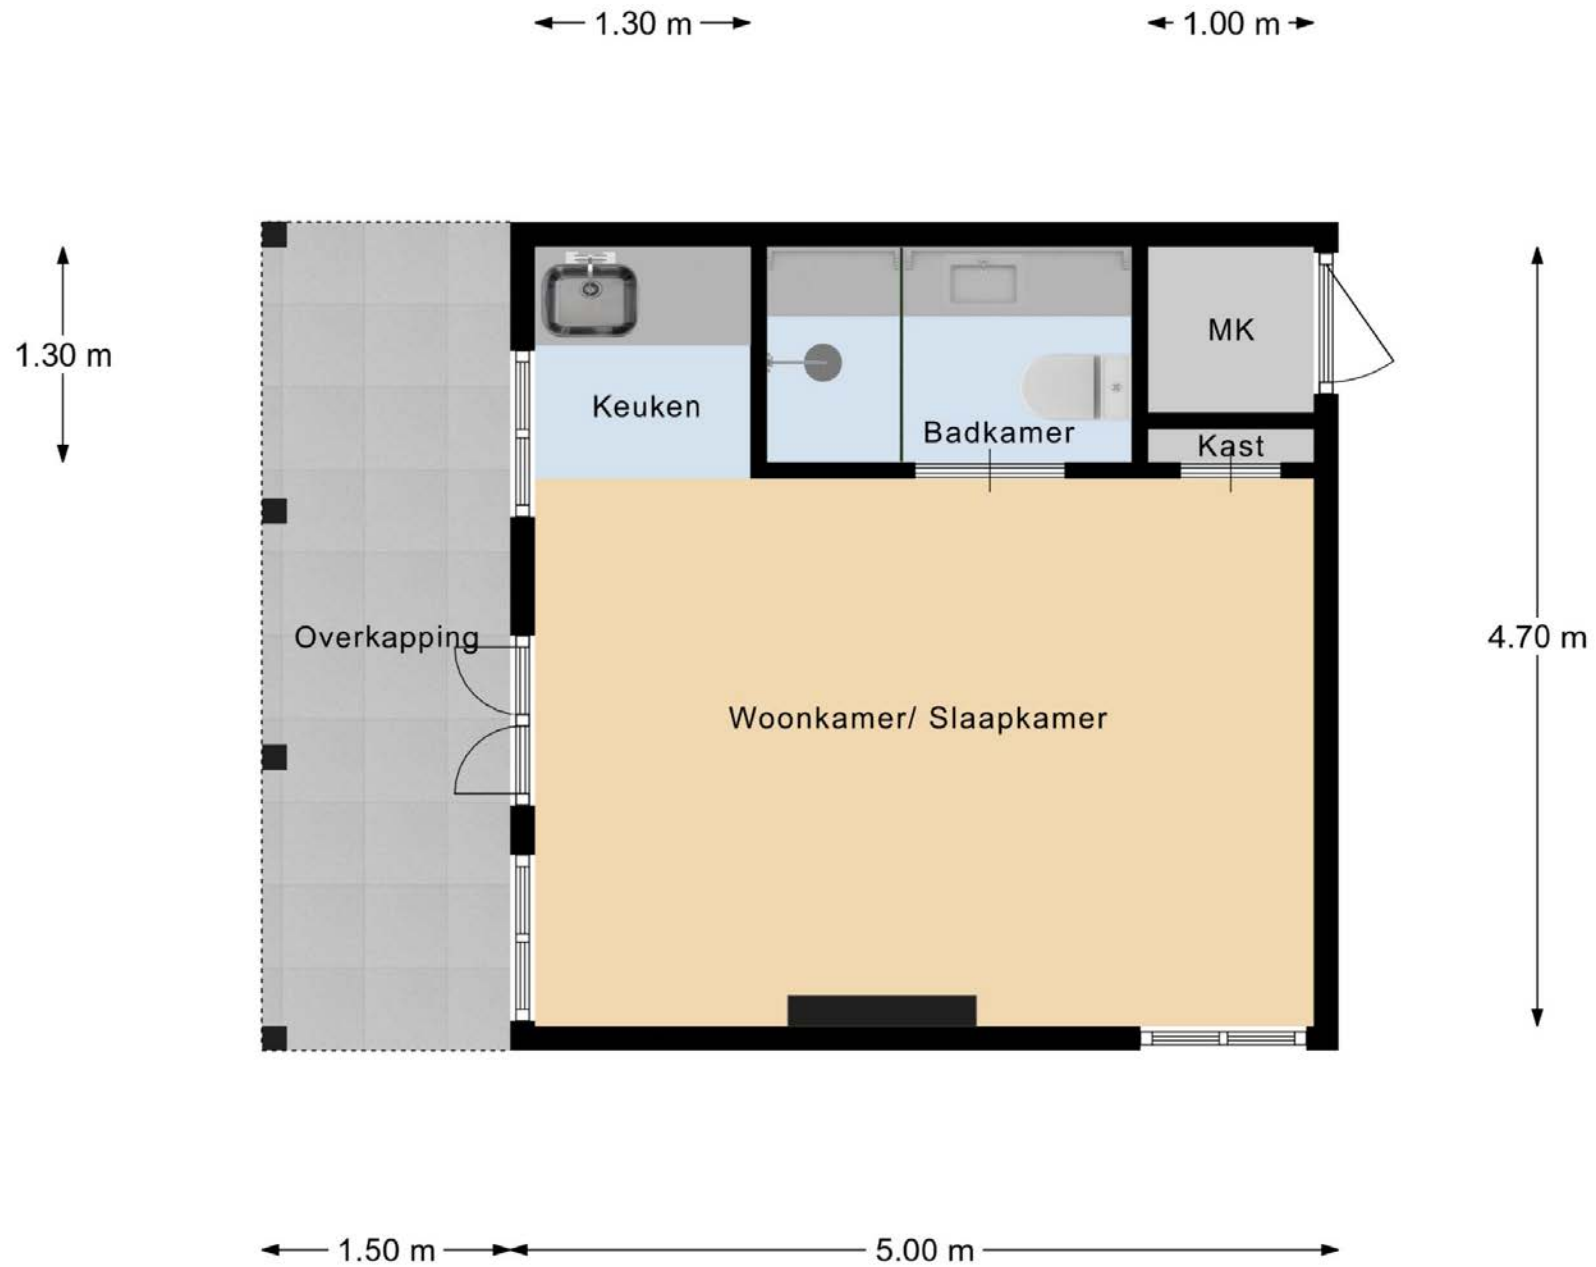 1.30 m
1.00 m
1.30 m
MK
Keuken
Badkamer
Kast
Overkapping
4.70 m
Woonkamer/ Slaapkamer
1.50 m
5.00 m